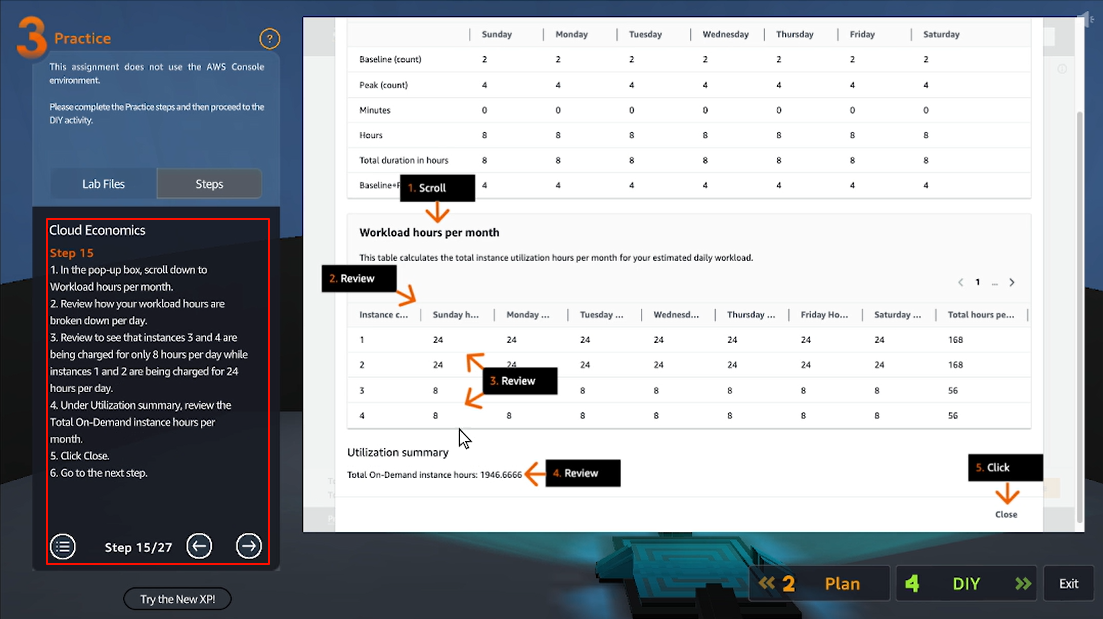 3 Practice ?
This assignment does not use the AWS Console
environment.
Please complete the Practice steps and then proceed to the
DIY activity.
Lab Files Steps
Cloud Economics
Step 15
1. In the pop-up box, scroll down to
Workload hours per month.
2. Review how your workload hours are
broken down per day.
3. Review to see that instances 3 and 4 are
being charged for only 8 hours per day while
instances 1 and 2 are being charged for 24
hours per day.
4. Under Utilization summary, review the
Total On-Demand instance hours per
month.
5. Click Close.
6. Go to the next step.
Step 15/27
Try the New XP!
Sunday Monday Tuesday Wednesday Thursday Friday Saturday
Baseline (count) 2 2 2 2 2 2 2
Peak (count) 4 4 4 4 4 4 4
Minutes 0 0 0 0 0 0 0
Hours 8 8 8 8 8 8 8
Total duration in hours 8 8 8 8 8 8 8
Baseline+P 4 4 4 4 4 4 4
1. Scroll
Workload hours per month
This table calculates the total instance utilization hours per month for your estimated daily workload.
2. Review
< 1 ... >
Instance c... Sunday h... Monday ... Tuesday ... Wednesd... Thursday ... Friday Ho... Saturday ... Total hours pe...
1 24 24 24 24 24 24 24 168
2 24 24 24 24 24 24 24 168
3. Review
3 8 8 8 8 8 8 56
4 8 8 8 8 8 8 8 56
Utilization summary
Total On-Demand instance hours: 1946.6666
4. Review
5. Click
Close
« 2 Plan
4 DIY »
Exit